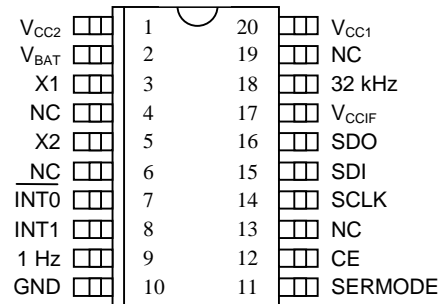 VCC2 1 20 VCC1
VBAT 2 19 NC
X1 3 18 32 kHz
NC 4 17 VCCIF
X2 5 16 SDO
NC 6 15 SDI
INT0 7 14 SCLK
INT1 8 13 NC
1 Hz 9 12 CE
GND 10 11 SERMODE